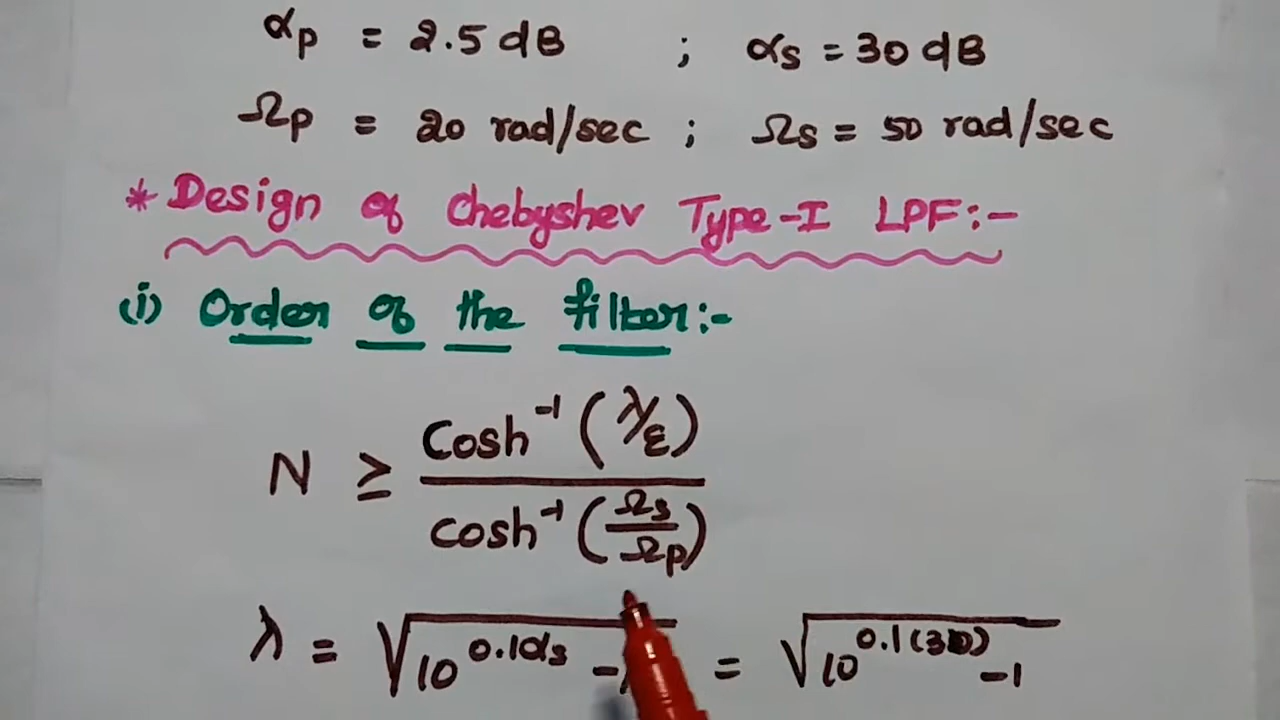 αp = 2.5 dB ; αs = 30 dB
Ωp = 20 rad/sec ; Ωs = 50 rad/sec
* Design of Chebyshev Type-I LPF:-
(i) Order of the filter:-
N ≥ Cosh⁻¹(λ/ε) / cosh⁻¹(Ωs/Ωp)
λ = √(10^0.1αs - ) = √(10^0.1(30) -1)